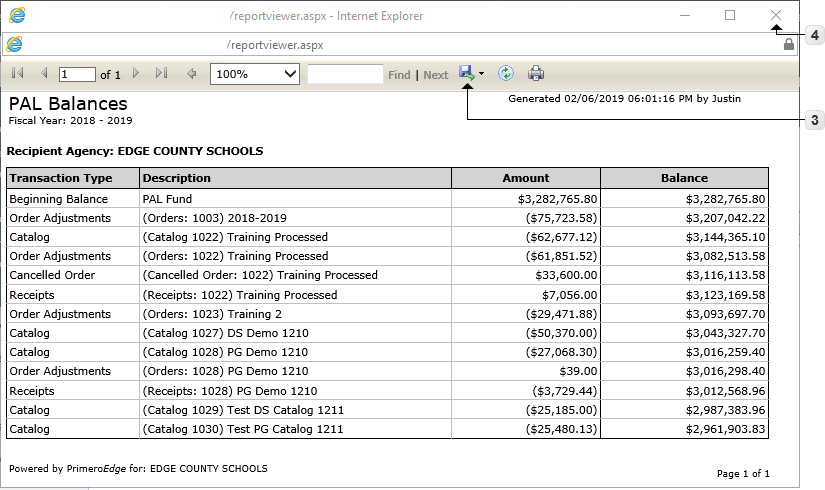 /reportviewer.aspx - Internet Explorer
4
/reportviewer.aspx
1 of 1 100% Find | Next
3
PAL Balances
Generated 02/06/2019 06:01:16 PM by Justin
Fiscal Year: 2018 - 2019
Recipient Agency: EDGE COUNTY SCHOOLS
Transaction Type Description Amount Balance
Beginning Balance PAL Fund $3,282,765.80 $3,282,765.80
Order Adjustments (Orders: 1003) 2018-2019 ($75,723.58) $3,207,042.22
Catalog (Catalog 1022) Training Processed ($62,677.12) $3,144,365.10
Order Adjustments (Orders: 1022) Training Processed ($61,851.52) $3,082,513.58
Cancelled Order (Cancelled Order: 1022) Training Processed $33,600.00 $3,116,113.58
Receipts (Receipts: 1022) Training Processed $7,056.00 $3,123,169.58
Order Adjustments (Orders: 1023) Training 2 ($29,471.88) $3,093,697.70
Catalog (Catalog 1027) DS Demo 1210 ($50,370.00) $3,043,327.70
Catalog (Catalog 1028) PG Demo 1210 ($27,068.30) $3,016,259.40
Order Adjustments (Orders: 1028) PG Demo 1210 $39.00 $3,016,298.40
Receipts (Receipts: 1028) PG Demo 1210 ($3,729.44) $3,012,568.96
Catalog (Catalog 1029) Test DS Catalog 1211 ($25,185.00) $2,987,383.96
Catalog (Catalog 1030) Test PG Catalog 1211 ($25,480.13) $2,961,903.83
Powered by PrimeroEdge for: EDGE COUNTY SCHOOLS
Page 1 of 1